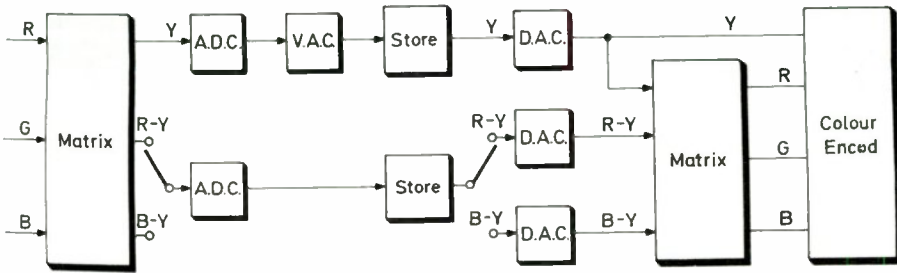 R
Y
A.D.C.
V.A.C.
Store
Y
D.A.C.
Y
G
Matrix
R-Y
A.D.C.
Store
R-Y
D.A.C.
R-Y
Matrix
R
G
B
Colour
Encod
B
B-Y
B-Y
D.A.C.
B-Y